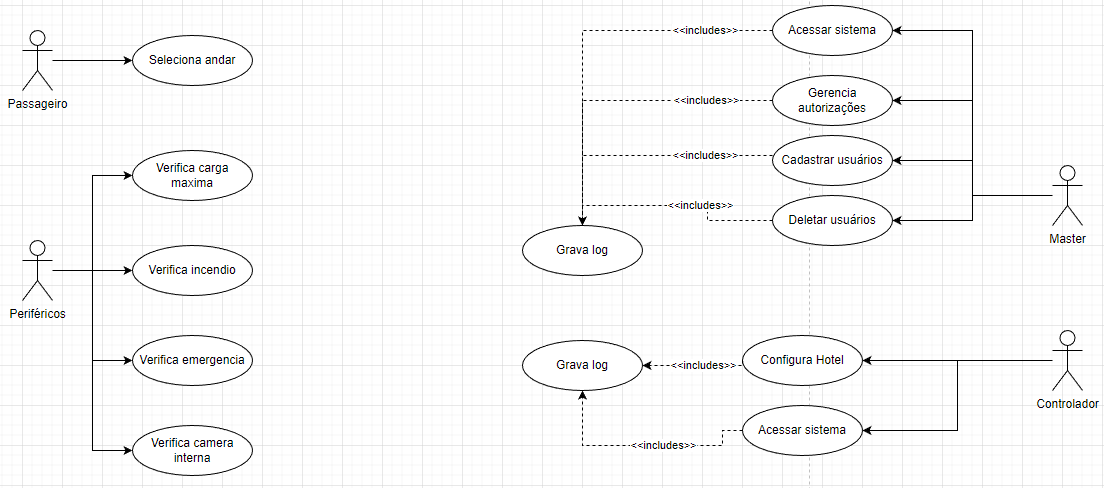 Passageiro
Seleciona andar
Verifica carga
maxima
Periféricos
Verifica incendio
Verifica emergencia
Verifica camera
interna
<<includes>>
Acessar sistema
<<includes>>
Gerencia
autorizações
<<includes>>
Cadastrar usuários
<<includes>>
Deletar usuários
Master
Grava log
Grava log
<<includes>>
Configura Hotel
Controlador
<<includes>>
Acessar sistema